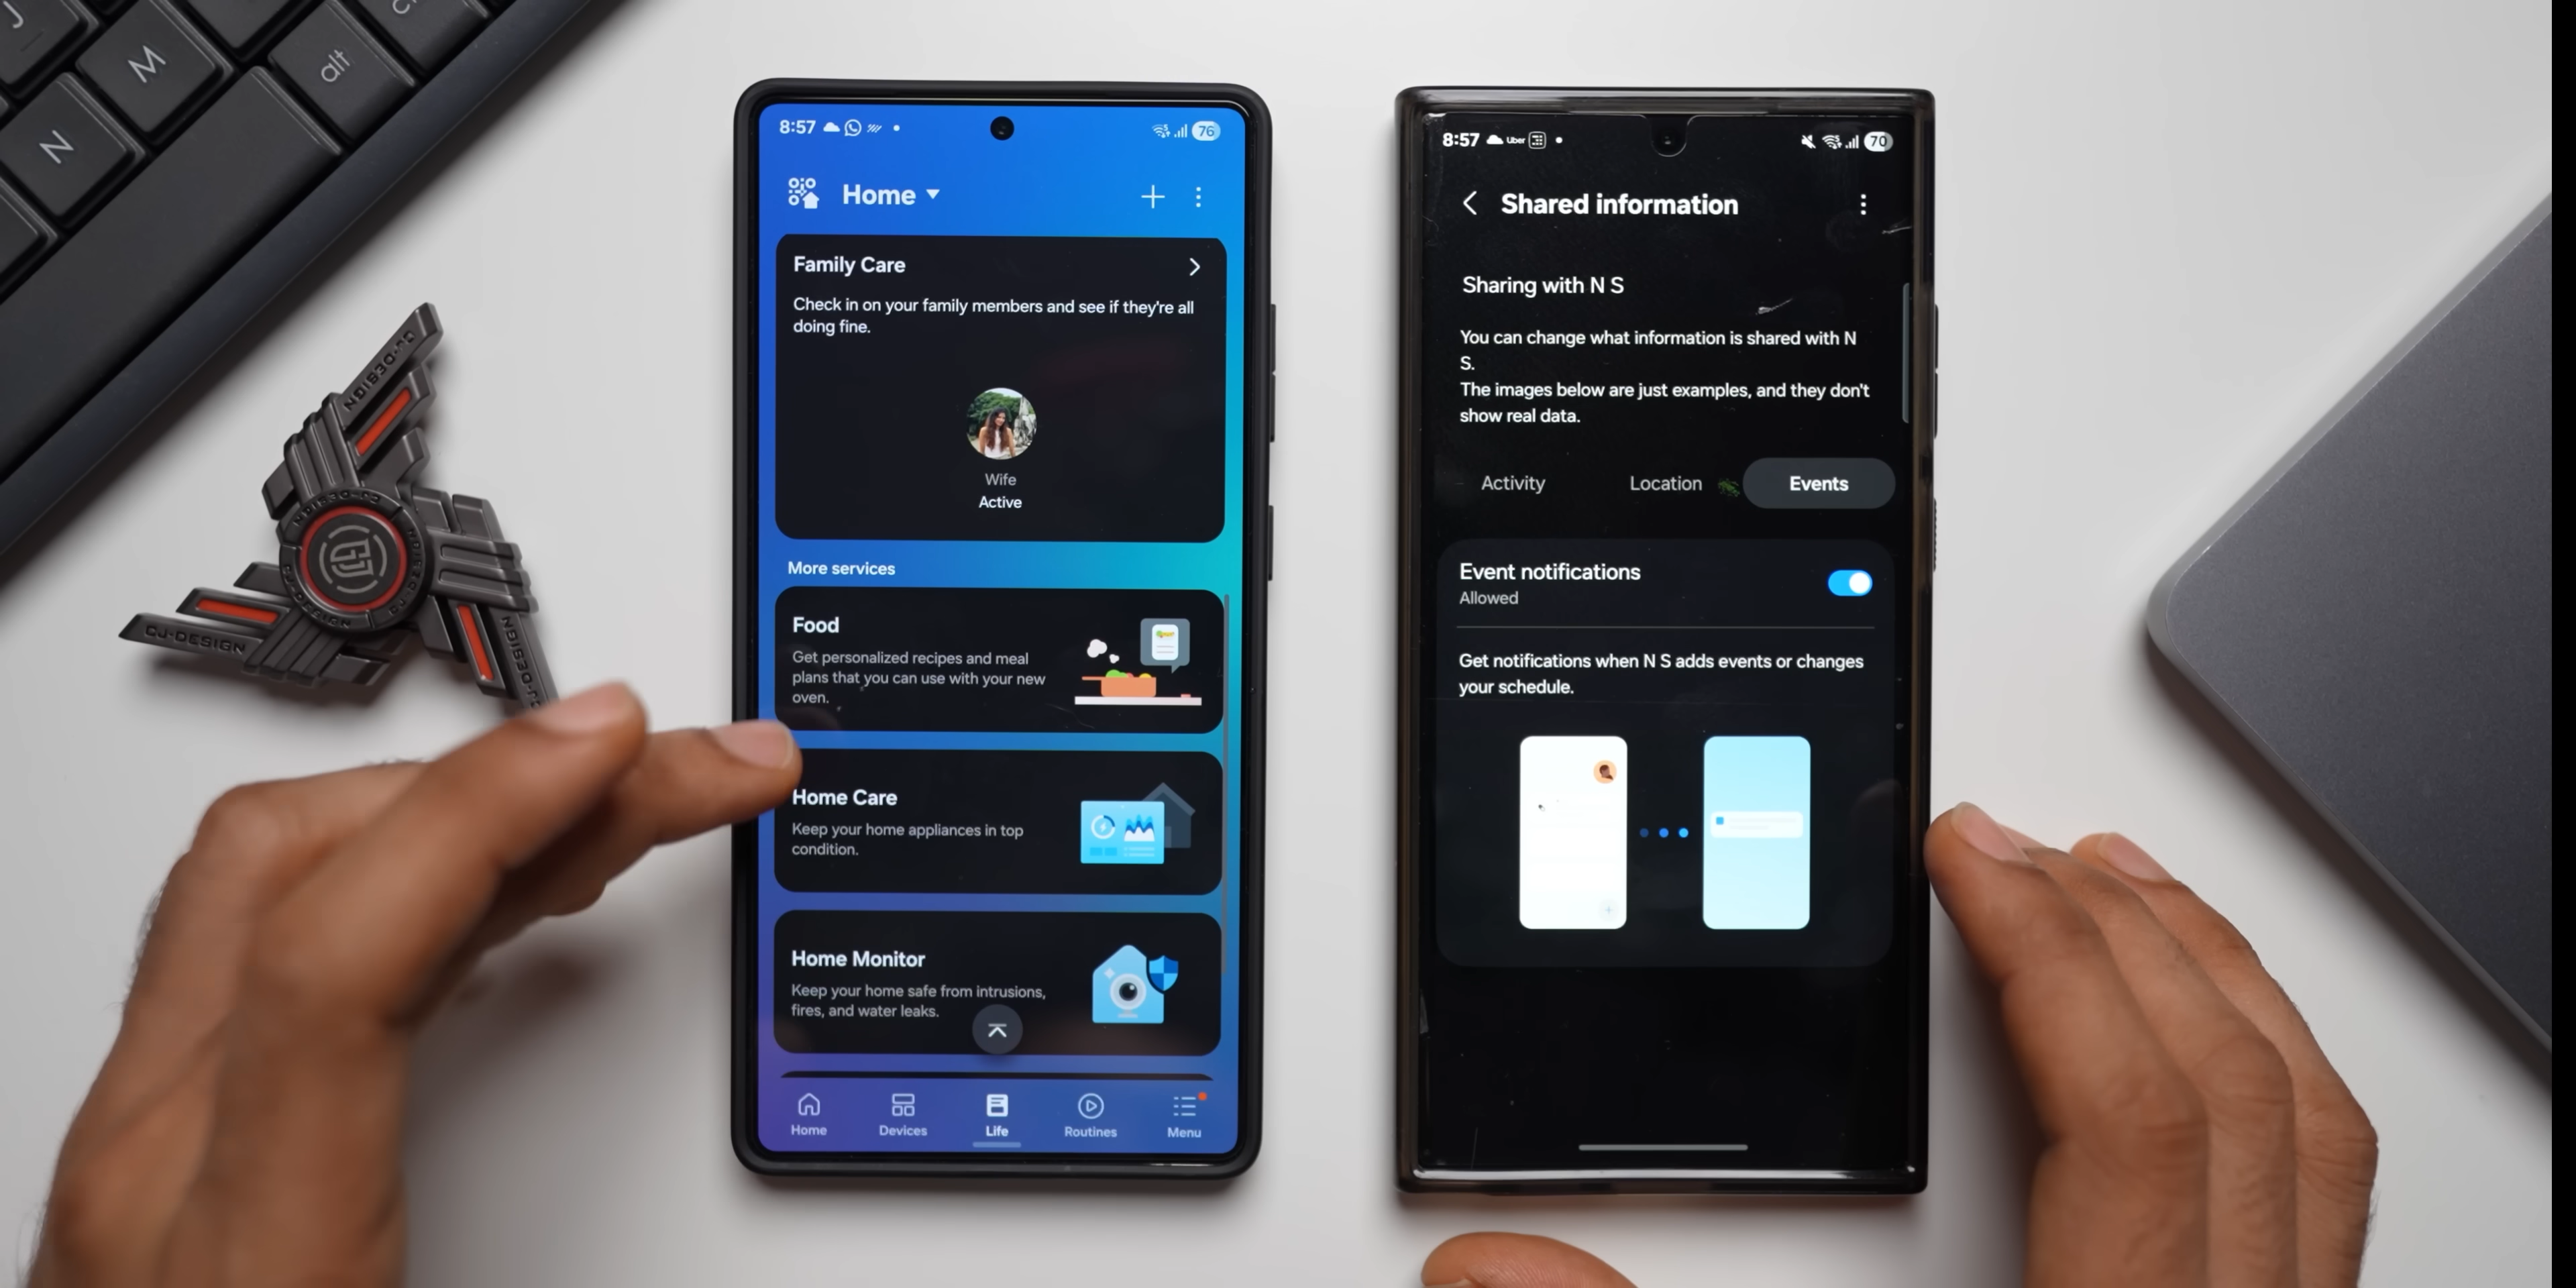 M
alt
N
J
CJ-DESIGN
CJ-DESIGN
CJ-DESIGN
8:57
76
Home
Family Care
Check in on your family members and see if they're all
doing fine.
Wife
Active
More services
Food
Get personalized recipes and meal
plans that you can use with your new
oven.
Home Care
Keep your home appliances in top
condition.
Home Monitor
Keep your home safe from intrusions,
fires, and water leaks.
Home
Devices
Life
Routines
Menu
8:57
Uber
70
Shared information
Sharing with N S
You can change what information is shared with N
S.
The images below are just examples, and they don't
show real data.
Activity
Location
Events
Event notifications
Allowed
Get notifications when N S adds events or changes
your schedule.